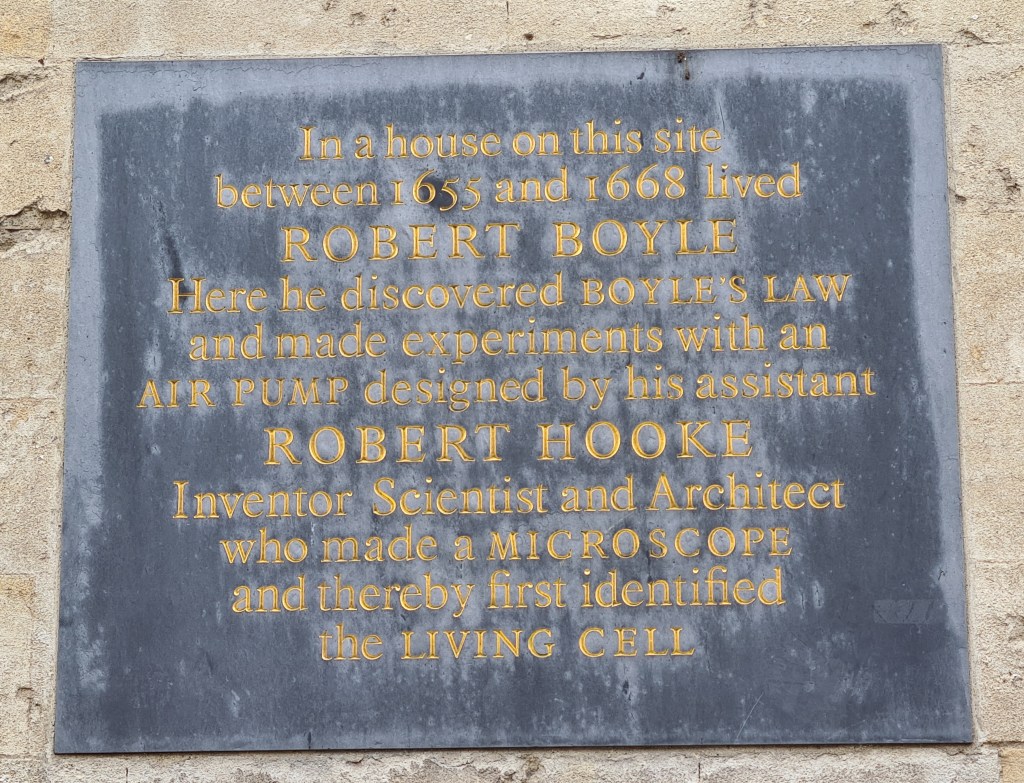 In a house on this site
between 1655 and 1668 lived
ROBERT BOYLE
Here he discovered BOYLE'S LAW
and made experiments with an
AIR PUMP designed by his assistant
ROBERT HOOKE
Inventor Scientist and Architect
who made a MICROSCOPE
and thereby first identified
the LIVING CELL